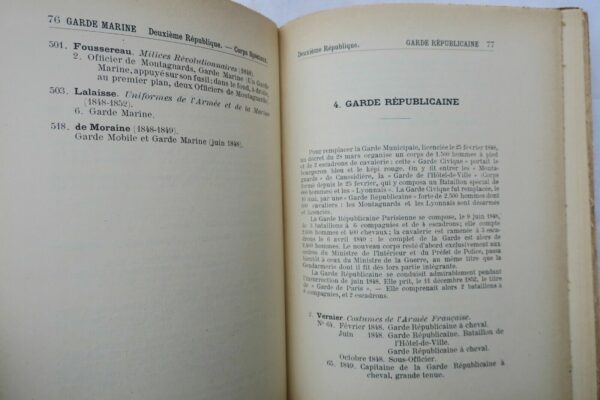 76 GARDE MARINE Deuxième République. — Corps Spéciaux.
501. Foussereau. Milices Révolutionnaires (1848).
2. Officier de Montagnards, Garde Marine (Un Garde
Marine, appuyé sur son fusil; dans le fond, à droite,
au premier plan, deux Officiers de Montagnards).
503. Lalaisse. Uniformes de l'Armée et de la Marine
(1848-1852).
6. Garde Marine.
518. de Moraine (1848-1849).
Garde Mobile et Garde Marine (juin 1848).
Deuxième République. GARDE RÉPUBLICAINE 77
4. GARDE RÉPUBLICAINE
Pour remplacer la Garde Municipale, licenciée le 25 février 1848,
un décret du 28 mars organise un corps de 1.500 hommes à pied
et de 2 escadrons de cavalerie: cette « Garde Civique » portait le
bourgeron bleu et le képi rouge. On y fit entrer les « Monta-
gnards » de Caussidière, la « Garde de l'Hôtel-de-Ville » Corps
formé depuis le 25 février, qui y composa un Bataillon spécial de
600 hommes et les « Lyonnais ». La Garde Civique fut remplacée, le
mai, par une « Garde Républicaine » forte de 2.500 hommes dont
cavaliers : les Montagnards et les Lyonnais sont désarmés
et licenciés.
La Garde Républicaine Parisienne se compose, le 9 juin 1848,
de 3 bataillons à 6 compagnies et de 4 escadrons; elle compte
hommes et 400 chevaux; la cavalerie est ramenée à 3 esca-
drons le 6 avril 1849 : le complet de la Garde est alors de
hommes. Le nouveau corps resté d'abord exclusivement aux
ordres du Ministre de l'Intérieur et du Préfet de Police, passa
bientôt à ceux du Ministre de la Guerre, au même titre que la
Gendarmerie dont il fit dès lors partie intégrante.
La Garde Républicaine se conduisit admirablement pendant
l'insurrection de juin 1848. Elle prit, le 11 décembre 1852, le titre
de « Garde de Paris ». — Elle comprenait alors 2 bataillons à
compagnies, et 2 escadrons.
2. Vernier. Costumes de l'Armée Française.
Nº 64. Février 1848. Garde Républicaine à cheval.
Juin 1848. Garde Républicaine. Bataillon de
l'Hôtel-de-Ville.
Garde Républicaine à cheval.
Octobre 1848. Sous-Officier.
65. 1849. Capitaine de la Garde Républicaine à
cheval, grande tenue.